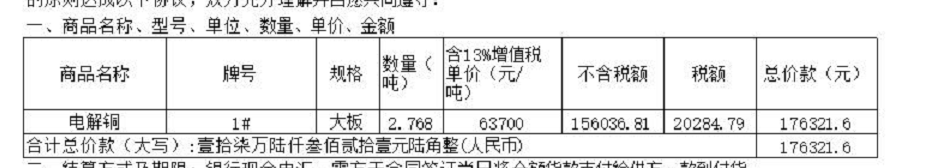 的原则达成以下协议，双方充分理解并自愿共同遵守：
一、商品名称、型号、单位、数量、单价、金额
商品名称 牌号 规格 数量（吨） 含13%增值税单价（元/吨） 不含税额 税额 总价款（元）
电解铜 1# 大板 2.768 63700 156036.81 20284.79 176321.6
合计总价款（大写）:壹拾柒万陆仟叁佰贰拾壹元陆角整(人民币) 176321.6